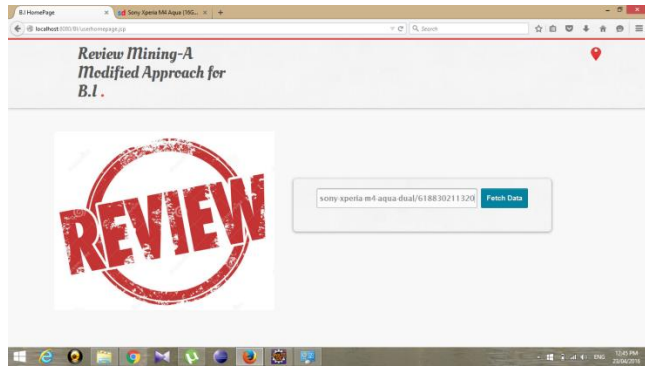 B.I HomePage
Sony Xperia M4 Aqua (16G...
localhost:8080/BI/userhomepage.jsp
Search
Review Mining-A
Modified Approach for
B.I .
REVIEW
sony-xperia-m4-aqua-dual/618830211320
Fetch Data
ENG
12:45 PM
23/04/2016